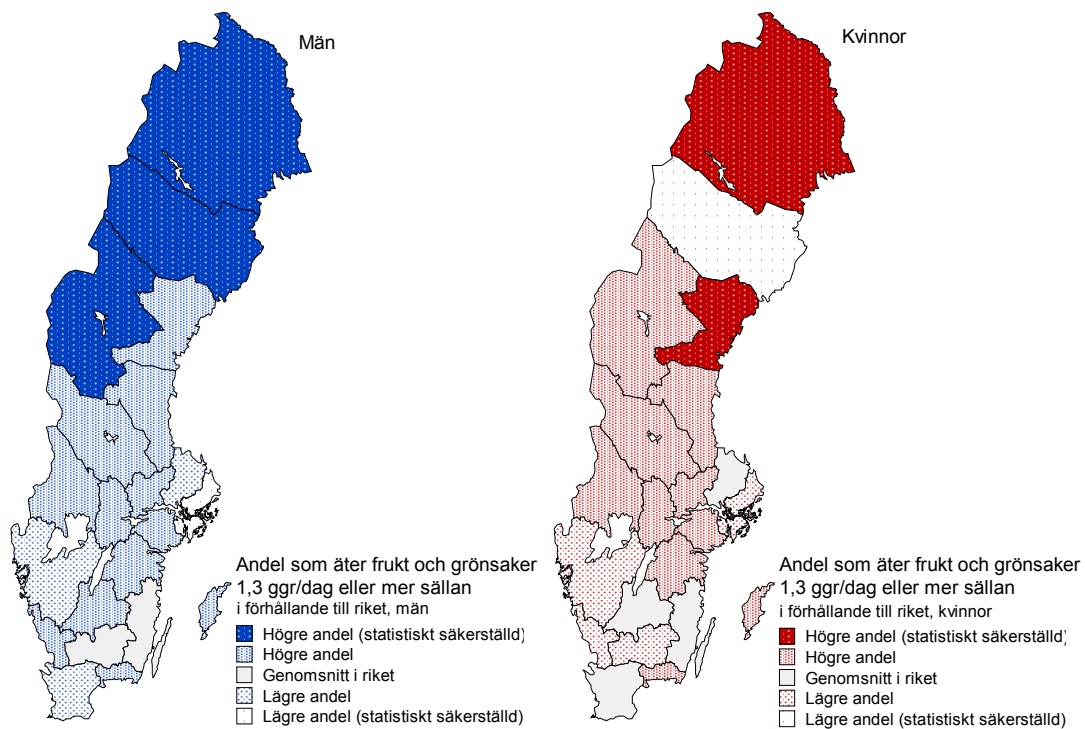 Män
Andel som äter frukt och grönsaker
1,3 ggr/dag eller mer sällan
i förhållande till riket, män
Högre andel (statistiskt säkerställd)
Högre andel
Genomsnitt i riket
Lägre andel
Lägre andel (statistiskt säkerställd)
Kvinnor
Andel som äter frukt och grönsaker
1,3 ggr/dag eller mer sällan
i förhållande till riket, kvinnor
Högre andel (statistiskt säkerställd)
Högre andel
Genomsnitt i riket
Lägre andel
Lägre andel (statistiskt säkerställd)